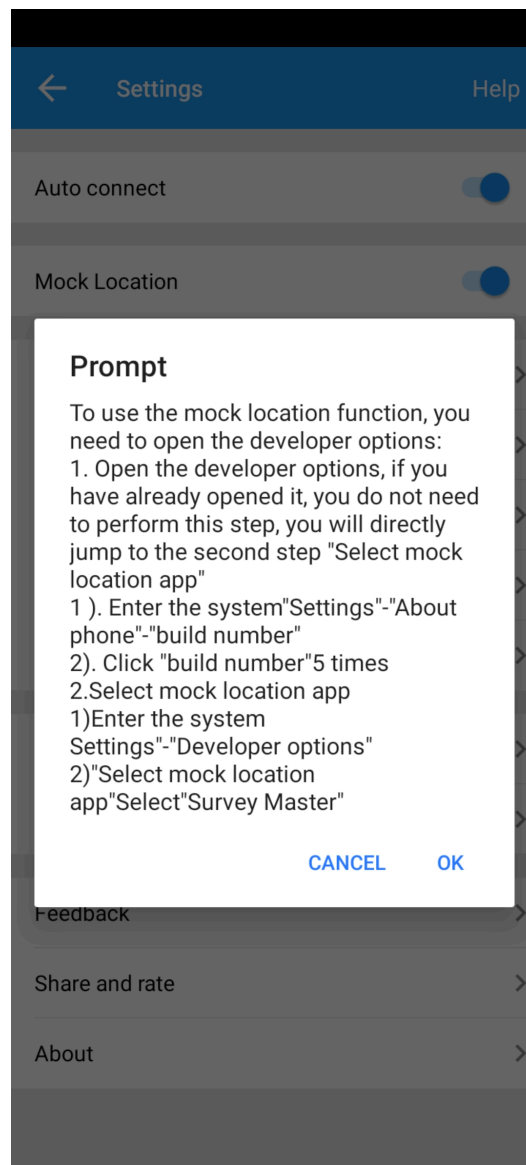 Settings
Help
Auto connect
Mock Location
Prompt
To use the mock location function, you
need to open the developer options:
1. Open the developer options, if you
have already opened it, you do not need
to perform this step, you will directly
jump to the second step "Select mock
location app"
1 ). Enter the system"Settings"-"About
phone"-"build number"
2). Click "build number"5 times
2.Select mock location app
1)Enter the system
Settings"-"Developer options"
2)"Select mock location
app"Select"Survey Master"
CANCEL
OK
Feedback
Share and rate
About